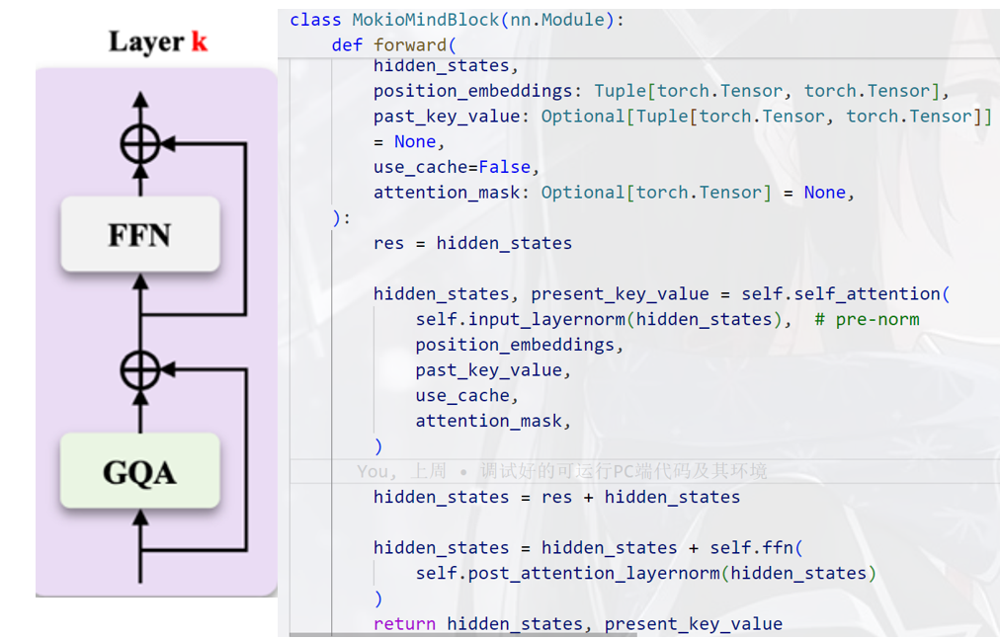 Layer k
FFN
GQA
class MokioMindBlock(nn.Module):
def forward(
hidden_states,
position_embeddings: Tuple[torch.Tensor, torch.Tensor],
past_key_value: Optional[Tuple[torch.Tensor, torch.Tensor]]
= None,
use_cache=False,
attention_mask: Optional[torch.Tensor] = None,
):
res = hidden_states
hidden_states, present_key_value = self.self_attention(
self.input_layernorm(hidden_states),  # pre-norm
position_embeddings,
past_key_value,
use_cache,
attention_mask,
)
You, 上周 • 调试好的可运行PC端代码及其环境
hidden_states = res + hidden_states
hidden_states = hidden_states + self.ffn(
self.post_attention_layernorm(hidden_states)
)
return hidden_states, present_key_value